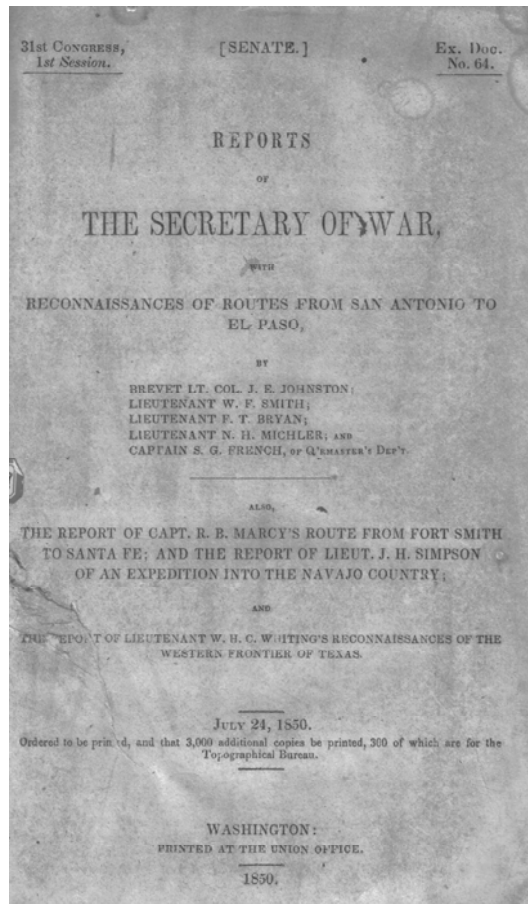 31st Congress,
1st Session.
[SENATE.]
Ex. Doc.
No. 64.
REPORTS
OF
THE SECRETARY OF WAR,
WITH
RECONNAISSANCES OF ROUTES FROM SAN ANTONIO TO
EL PASO,
BY
BREVET LT. COL. J. E. JOHNSTON;
LIEUTENANT W. F. SMITH;
LIEUTENANT F. T. BRYAN;
LIEUTENANT N. H. MICHLER; AND
CAPTAIN S. G. FRENCH, OF Q'RMASTER'S DEP'T.
ALSO,
THE REPORT OF CAPT. R. B. MARCY'S ROUTE FROM FORT SMITH
TO SANTA FE; AND THE REPORT OF LIEUT. J. H. SIMPSON
OF AN EXPEDITION INTO THE NAVAJO COUNTRY;
AND
THE REPORT OF LIEUTENANT W. H. C. WHITING'S RECONNAISSANCES OF THE
WESTERN FRONTIER OF TEXAS.
July 24, 1850.
Ordered to be printed, and that 3,000 additional copies be printed, 300 of which are for the
Topographical Bureau.
WASHINGTON:
PRINTED AT THE UNION OFFICE.
1850.